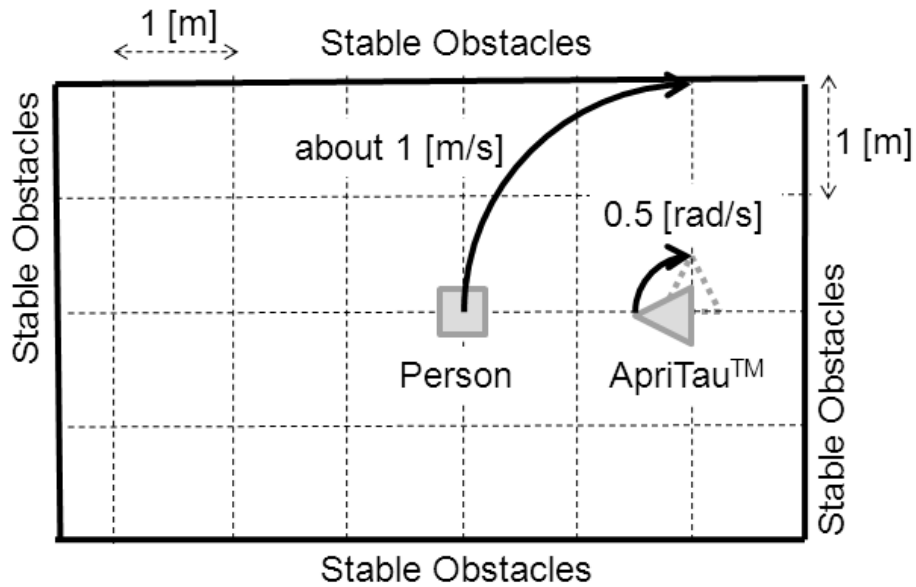 1 [m]
Stable Obstacles
Stable Obstacles
about 1 [m/s]
1 [m]
0.5 [rad/s]
Person
ApriTau™
Stable Obstacles
Stable Obstacles